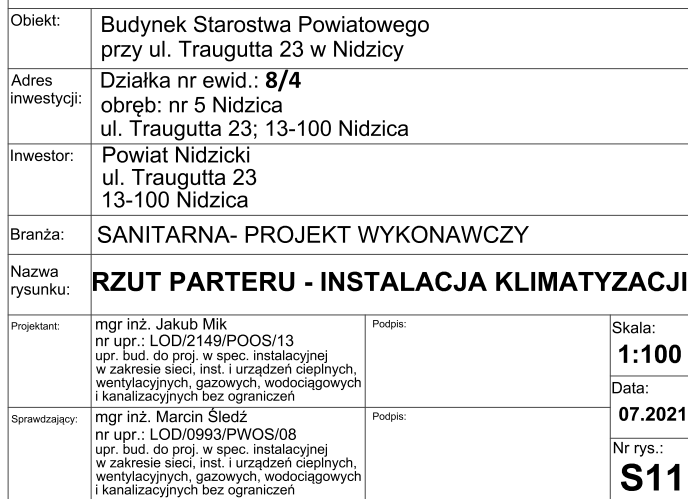 Obiekt:
Budynek Starostwa Powiatowego
przy ul. Traugutta 23 w Nidzicy
Adres
inwestycji:
Działka nr ewid.: 8/4
obręb: nr 5 Nidzica
ul. Traugutta 23; 13-100 Nidzica
Inwestor:
Powiat Nidzicki
ul. Traugutta 23
13-100 Nidzica
Branża:
SANITARNA- PROJEKT WYKONAWCZY
Nazwa
rysunku:
RZUT PARTERU - INSTALACJA KLIMATYZACJI
Projektant:
mgr inż. Jakub Mik
nr upr.: LOD/2149/POOS/13
upr. bud. do proj. w spec. instalacyjnej
w zakresie sieci, inst. i urządzeń cieplnych,
wentylacyjnych, gazowych, wodociągowych
i kanalizacyjnych bez ograniczeń
Podpis:
Skala:
1:100
Data:
07.2021
Sprawdzający:
mgr inż. Marcin Śledź
nr upr.: LOD/0993/PWOS/08
upr. bud. do proj. w spec. instalacyjnej
w zakresie sieci, inst. i urządzeń cieplnych,
wentylacyjnych, gazowych, wodociągowych
i kanalizacyjnych bez ograniczeń
Podpis:
Nr rys.:
S11